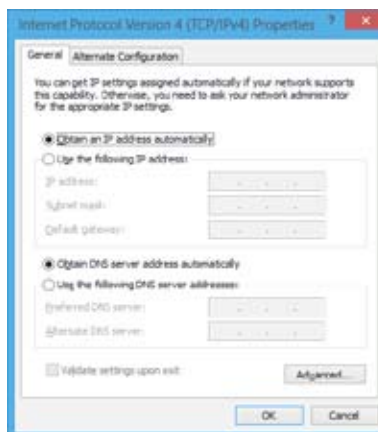 Internet Protocol Version 4 (TCP/IPv4) Properties
General
Alternate Configuration
You can get IP settings assigned automatically if your network supports
this capability. Otherwise, you need to ask your network administrator
for the appropriate IP settings.
Obtain an IP address automatically
Use the following IP address:
IP address:
Subnet mask:
Default gateway:
Obtain DNS server address automatically
Use the following DNS server addresses:
Preferred DNS server:
Alternate DNS server:
Validate settings upon exit
Advanced...
OK
Cancel